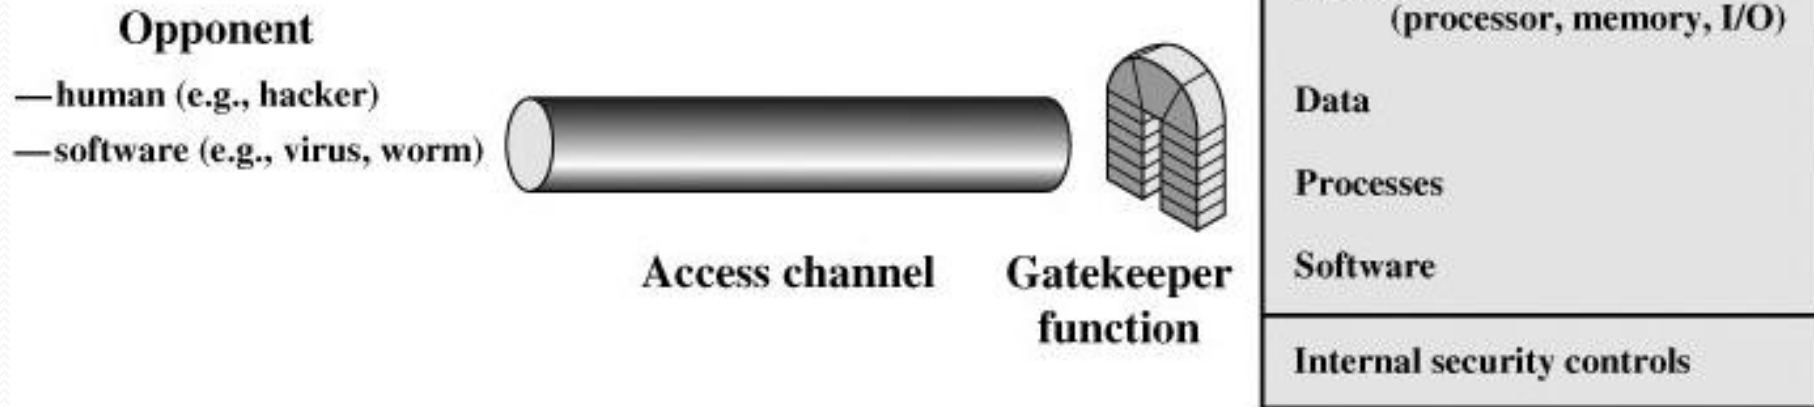 Opponent
—human (e.g., hacker)
—software (e.g., virus, worm)
Access channel
Gatekeeper
function
(processor, memory, I/O)
Data
Processes
Software
Internal security controls